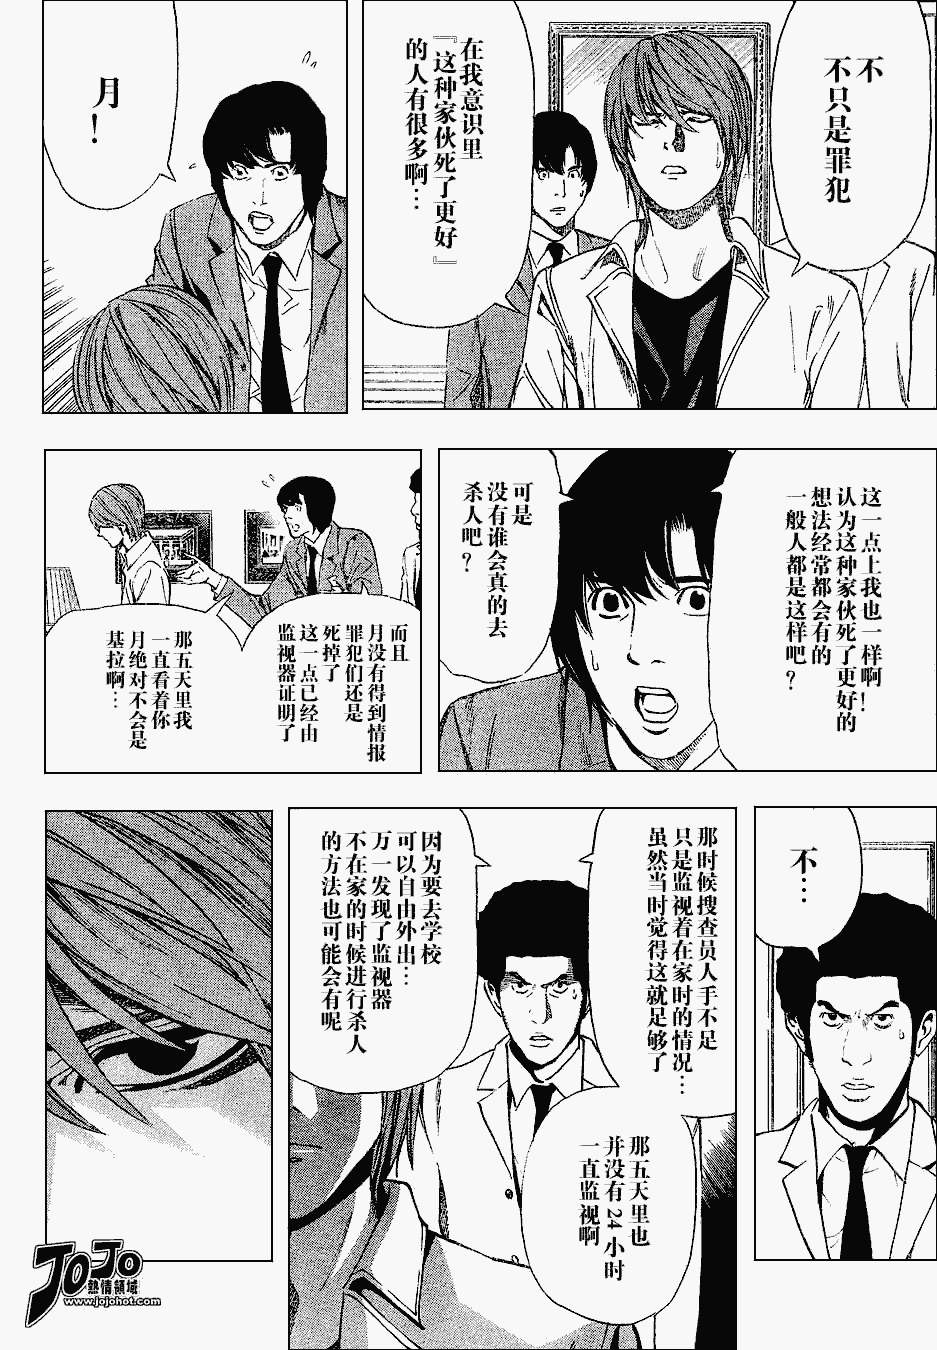 不
不只是罪犯
在我意识里
『这种家伙死了更好』
的人有很多啊…
月！
这一点上我也一样啊！
认为这种家伙死了更好的
想法经常都会有的
一般人都是这样吧？
可是
没有谁会真的去
杀人吧？
而且
月没有得到情报
罪犯们还是
死掉了
这一点已经由
监视器证明了
那五天里我
一直看着你
月绝对不会是
基拉啊…
不…
那时候搜查员人手不足
只是监视着在家时的情况…
虽然当时觉得这就足够了
那五天里也
并没有24小时
一直监视啊
因为要去学校
可以自由外出…
万一发现了监视器
不在家的时候进行杀人
的方法也可能会有呢
JOJO
熱情領域
www.jojohot.com